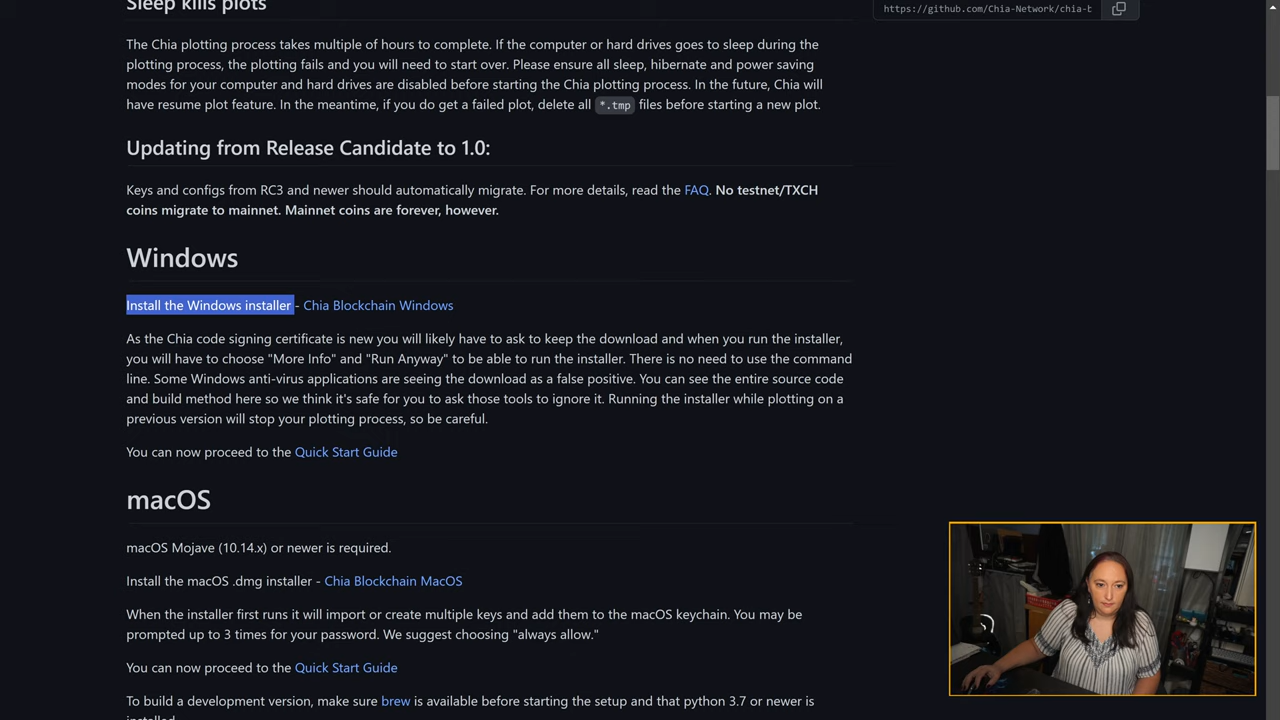 Sleep kills plots
https://github.com/Chia-Network/chia-b
The Chia plotting process takes multiple of hours to complete. If the computer or hard drives goes to sleep during the
plotting process, the plotting fails and you will need to start over. Please ensure all sleep, hibernate and power saving
modes for your computer and hard drives are disabled before starting the Chia plotting process. In the future, Chia will
have resume plot feature. In the meantime, if you do get a failed plot, delete all *.tmp files before starting a new plot.
Updating from Release Candidate to 1.0:
Keys and configs from RC3 and newer should automatically migrate. For more details, read the FAQ. No testnet/TXCH
coins migrate to mainnet. Mainnet coins are forever, however.
Windows
Install the Windows installer - Chia Blockchain Windows
As the Chia code signing certificate is new you will likely have to ask to keep the download and when you run the installer,
you will have to choose "More Info" and "Run Anyway" to be able to run the installer. There is no need to use the command
line. Some Windows anti-virus applications are seeing the download as a false positive. You can see the entire source code
and build method here so we think it's safe for you to ask those tools to ignore it. Running the installer while plotting on a
previous version will stop your plotting process, so be careful.
You can now proceed to the Quick Start Guide
macOS
macOS Mojave (10.14.x) or newer is required.
Install the macOS .dmg installer - Chia Blockchain MacOS
When the installer first runs it will import or create multiple keys and add them to the macOS keychain. You may be
prompted up to 3 times for your password. We suggest choosing "always allow."
You can now proceed to the Quick Start Guide
To build a development version, make sure brew is available before starting the setup and that python 3.7 or newer is
installed.